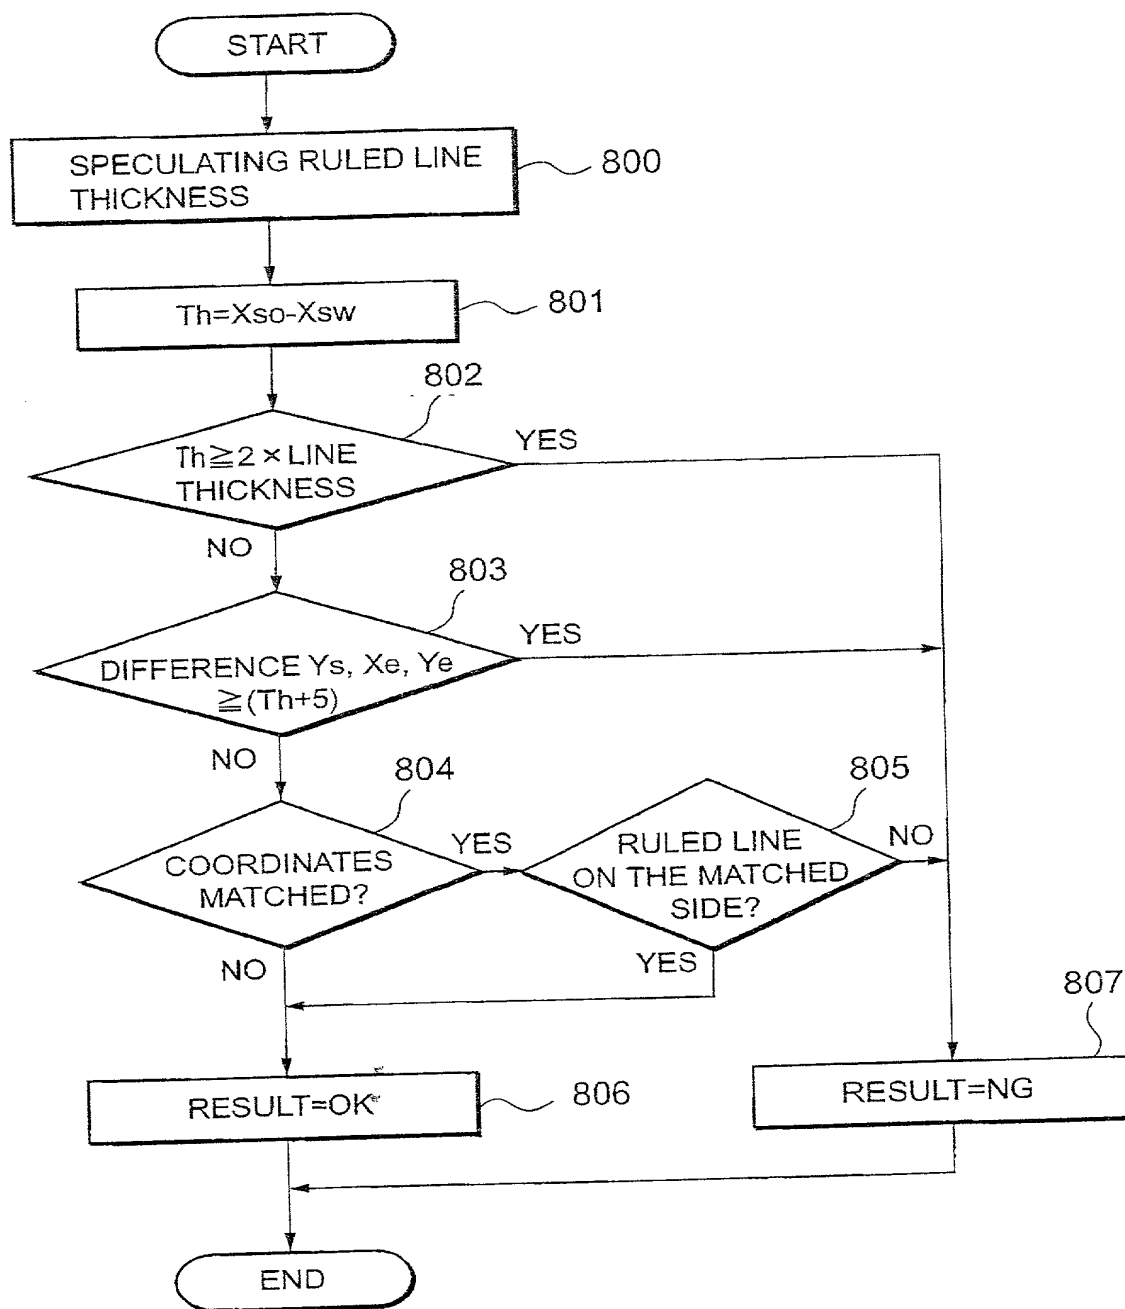 START
SPECULATING RULED LINE
THICKNESS
800
Th=Xso-Xsw
801
802
Th≧2×LINE
THICKNESS
YES
NO
803
DIFFERENCE Ys, Xe, Ye
≧(Th+5)
YES
NO
804
COORDINATES
MATCHED?
YES
NO
805
RULED LINE
ON THE MATCHED
SIDE?
NO
YES
RESULT=OK
806
807
RESULT=NG
END